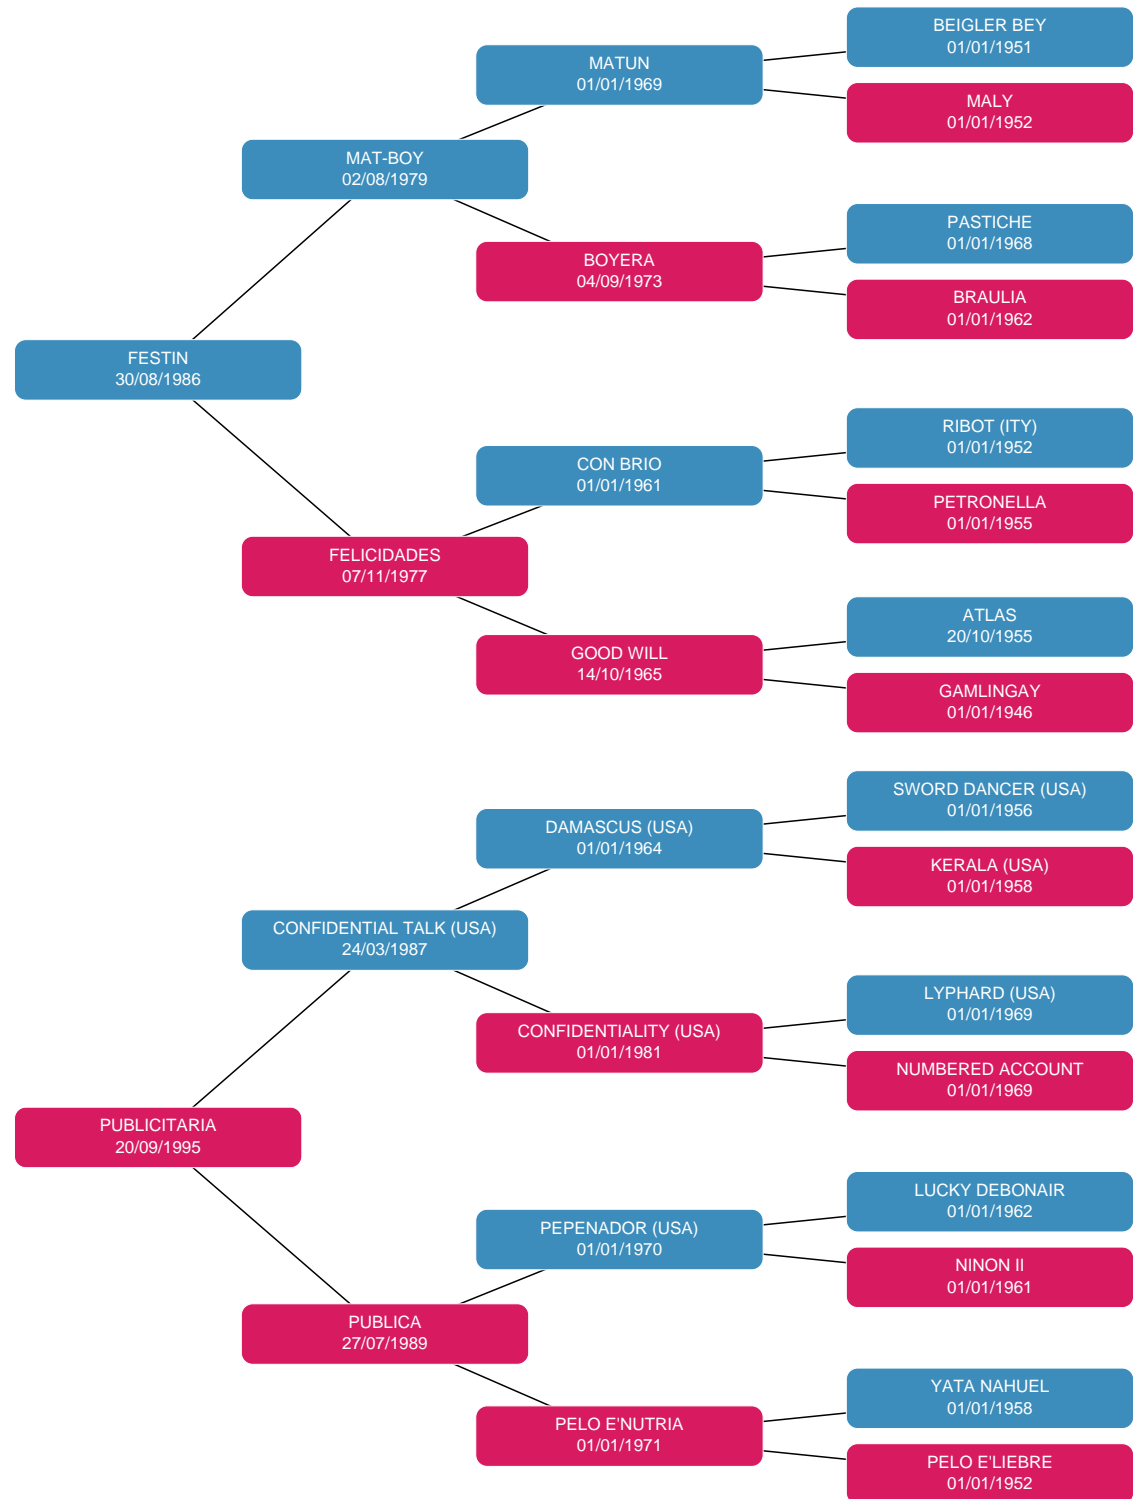 BEIGLER BEY
01/01/1951
MATUN
01/01/1969
MALY
01/01/1952
MAT-BOY
02/08/1979
PASTICHE
01/01/1968
BOYERA
04/09/1973
BRAULIA
01/01/1962
FESTIN
30/08/1986
RIBOT (ITY)
01/01/1952
CON BRIO
01/01/1961
PETRONELLA
01/01/1955
FELICIDADES
07/11/1977
ATLAS
20/10/1955
GOOD WILL
14/10/1965
GAMLINGAY
01/01/1946
SWORD DANCER (USA)
01/01/1956
DAMASCUS (USA)
01/01/1964
KERALA (USA)
01/01/1958
CONFIDENTIAL TALK (USA)
24/03/1987
LYPHARD (USA)
01/01/1969
CONFIDENTIALITY (USA)
01/01/1981
NUMBERED ACCOUNT
01/01/1969
PUBLICITARIA
20/09/1995
LUCKY DEBONAIR
01/01/1962
PEPENADOR (USA)
01/01/1970
NINON II
01/01/1961
PUBLICA
27/07/1989
YATA NAHUEL
01/01/1958
PELO E'NUTRIA
01/01/1971
PELO E'LIEBRE
01/01/1952